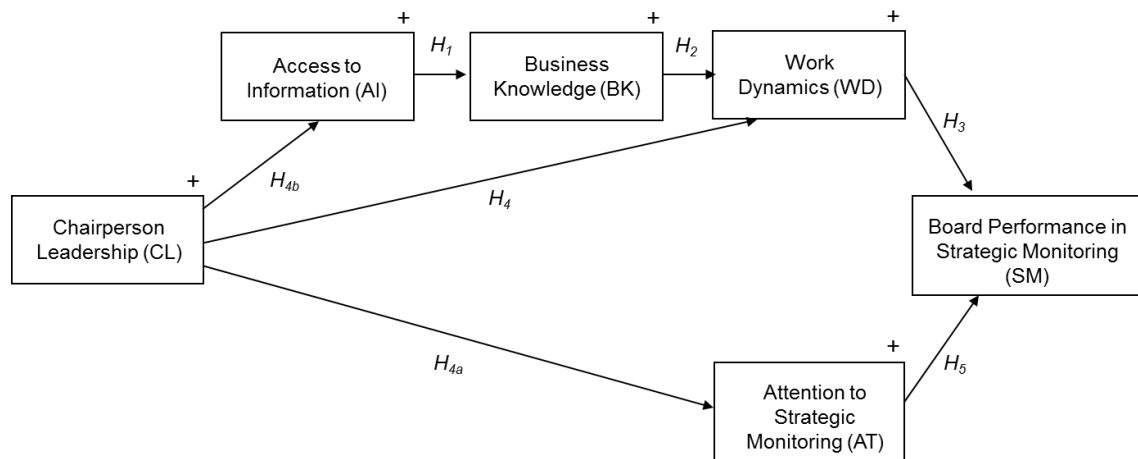 +
+
+
Access to
Information (AI)
H1
Business
Knowledge (BK)
H2
Work
Dynamics (WD)
H3
+
H4b
H4
Chairperson
Leadership (CL)
Board Performance in
Strategic Monitoring
(SM)
H4a
+
H5
Attention to
Strategic
Monitoring (AT)